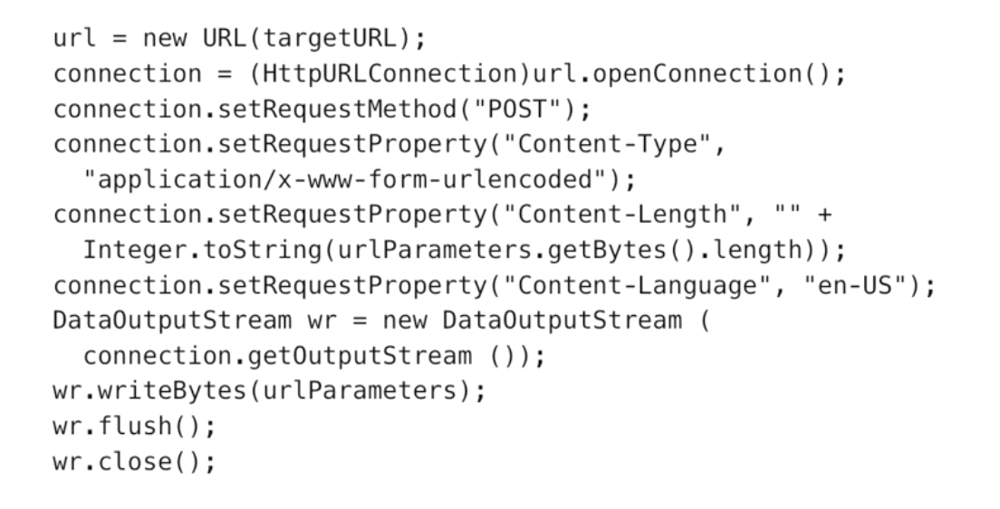 url = new URL(targetURL);
connection = (HttpURLConnection)url.openConnection();
connection.setRequestMethod("POST");
connection.setRequestProperty("Content-Type",
  "application/x-www-form-urlencoded");
connection.setRequestProperty("Content-Length", "" +
  Integer.toString(urlParameters.getBytes().length));
connection.setRequestProperty("Content-Language", "en-US");
DataOutputStream wr = new DataOutputStream (
  connection.getOutputStream ());
wr.writeBytes(urlParameters);
wr.flush();
wr.close();